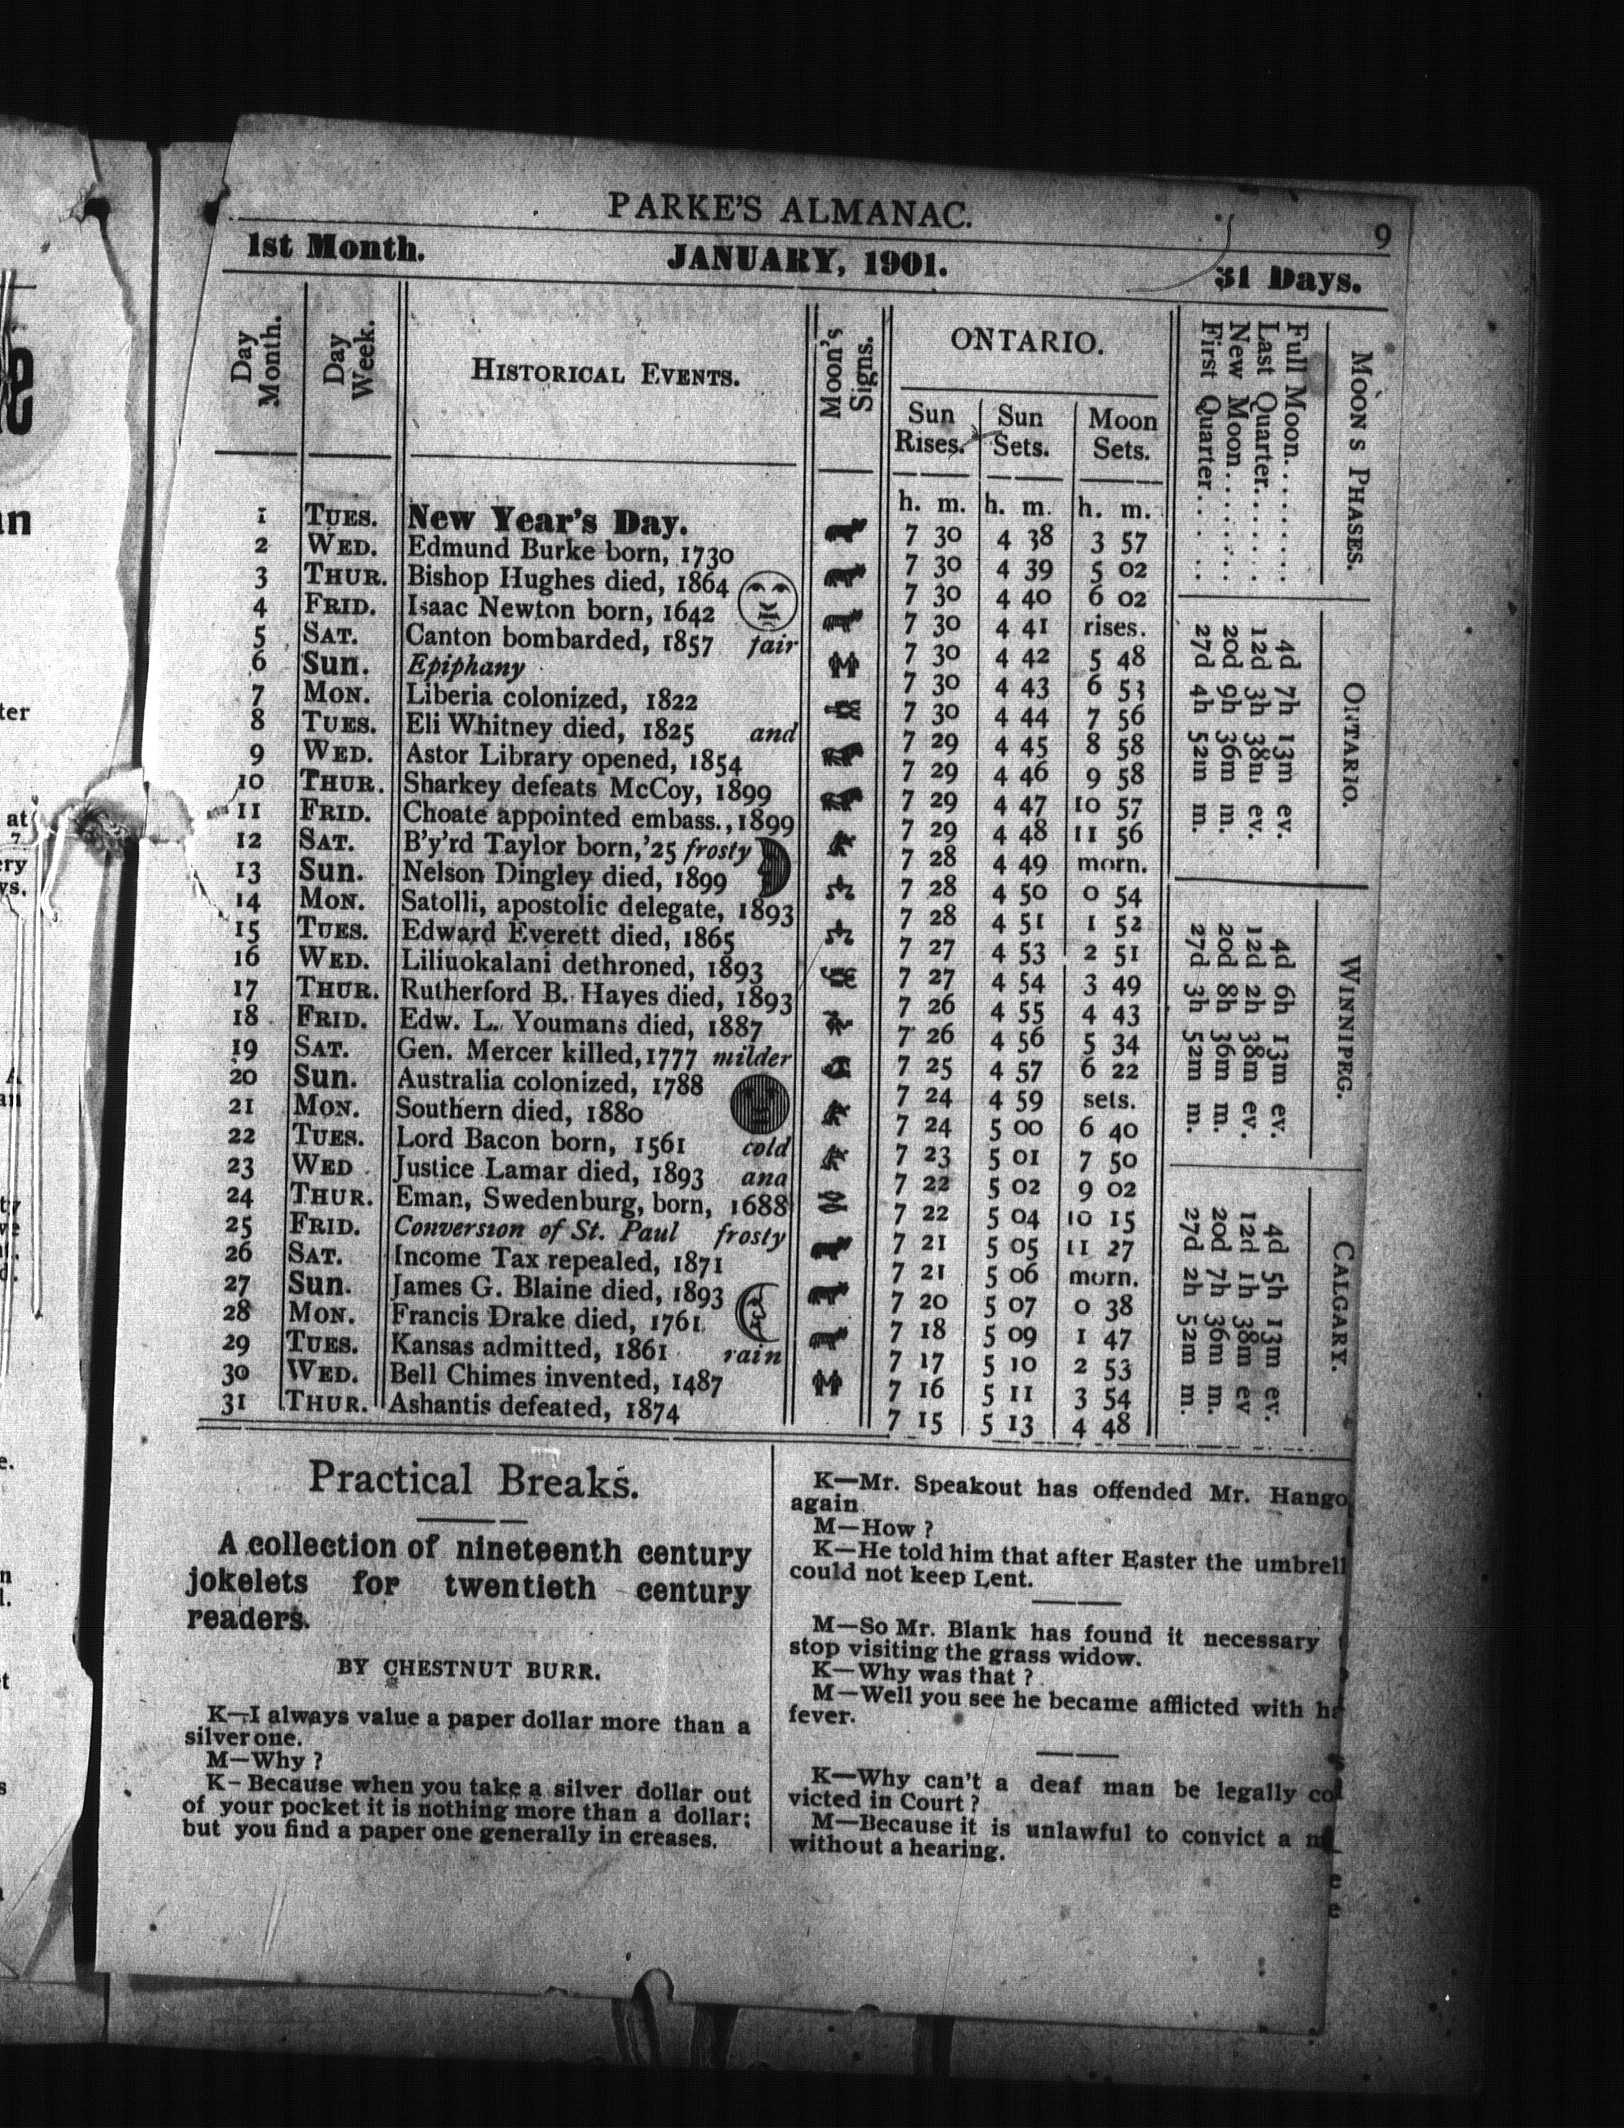 PARKE'S ALMANAC.
9
1st Month. JANUARY, 1901. 31 Days.
Day Month.
Day Week.
HISTORICAL EVENTS.
Moon's Signs.
ONTARIO.
Sun Rises.
Sun Sets.
Moon Sets.
h. m. h. m. h. m.
1 TUES. New Year's Day. 7 30 4 38 3 57
2 WED. Edmund Burke born, 1730 7 30 4 39 5 02
3 THUR. Bishop Hughes died, 1864 7 30 4 40 6 02
4 FRID. Isaac Newton born, 1642 7 30 4 41 rises.
5 SAT. Canton bombarded, 1857 fair 7 30 4 42 5 48
6 Sun. Epiphany 7 30 4 43 6 53
7 MON. Liberia colonized, 1822 7 30 4 44 7 56
8 TUES. Eli Whitney died, 1825 and 7 29 4 45 8 58
9 WED. Astor Library opened, 1854 7 29 4 46 9 58
10 THUR. Sharkey defeats McCoy, 1899 7 29 4 47 10 57
11 FRID. Choate appointed embass., 1899 7 29 4 48 11 56
12 SAT. B'y'rd Taylor born, '25 frosty 7 28 4 49 morn.
13 Sun. Nelson Dingley died, 1899 7 28 4 50 0 54
14 MON. Satolli, apostolic delegate, 1893 7 28 4 51 1 52
15 TUES. Edward Everett died, 1865 7 27 4 53 2 51
16 WED. Liliuokalani dethroned, 1893 7 27 4 54 3 49
17 THUR. Rutherford B. Hayes died, 1893 7 26 4 55 4 43
18 FRID. Edw. L. Youmans died, 1887 7 26 4 56 5 34
19 SAT. Gen. Mercer killed, 1777 milder 7 25 4 57 6 22
20 Sun. Australia colonized, 1788 7 24 4 59 sets.
21 MON. Southern died, 1880 7 24 5 00 6 40
22 TUES. Lord Bacon born, 1561 cold 7 23 5 01 7 50
23 WED. Justice Lamar died, 1893 and 7 22 5 02 9 02
24 THUR. Eman, Swedenburg, born, 1688 7 22 5 04 10 15
25 FRID. Conversion of St. Paul frosty 7 21 5 05 11 27
26 SAT. Income Tax repealed, 1871 7 21 5 06 morn.
27 Sun. James G. Blaine died, 1893 7 20 5 07 0 38
28 MON. Francis Drake died, 1761 7 18 5 09 1 47
29 TUES. Kansas admitted, 1861 rain 7 17 5 10 2 53
30 WED. Bell Chimes invented, 1487 7 16 5 11 3 54
31 THUR. Ashantis defeated, 1874 7 15 5 13 4 48
MOON'S PHASES. ONTARIO. WINNIPEG. CALGARY.
Full Moon........ 4d 7h 13m ev. 4d 6h 13m ev. 4d 5h 13m ev.
Last Quarter...... 12d 3h 38m ev. 12d 2h 38m ev. 12d 1h 38m ev
New Moon....... 20d 9h 36m m. 20d 8h 36m m. 20d 7h 36m m.
First Quarter..... 27d 4h 52m m. 27d 3h 52m m. 27d 2h 52m m.
Practical Breaks.
A collection of nineteenth century
jokelets for twentieth century
readers.
BY CHESTNUT BURR.
K—I always value a paper dollar more than a
silver one.
M—Why ?
K—Because when you take a silver dollar out
of your pocket it is nothing more than a dollar;
but you find a paper one generally in creases.
K—Mr. Speakout has offended Mr. Hango
again.
M—How ?
K—He told him that after Easter the umbrell
could not keep Lent.
M—So Mr. Blank has found it necessary
stop visiting the grass widow.
K—Why was that ?
M—Well you see he became afflicted with ha
fever.
K—Why can't a deaf man be legally co
victed in Court ?
M—Because it is unlawful to convict a
without a hearing.